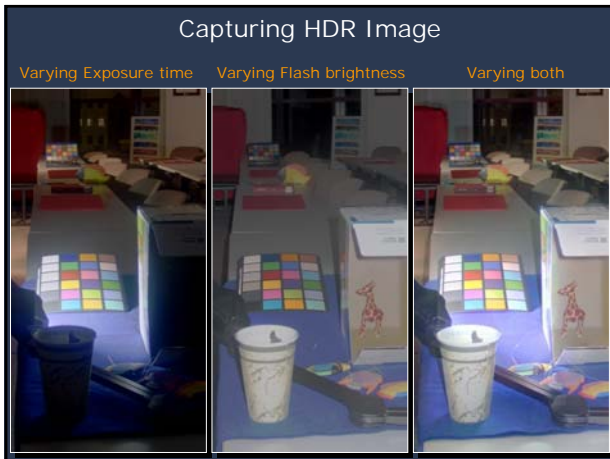 Capturing HDR Image
Varying Exposure time
Varying Flash brightness
Varying both